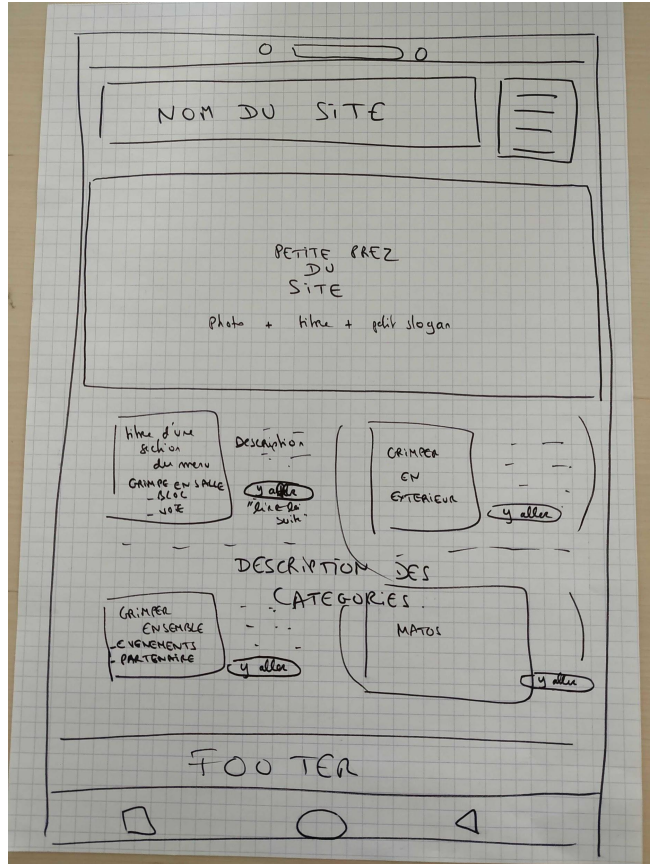 NOM DU SITE
PETITE PREZ
DU
SITE
photo + titre + petit slogan
titre d'une
section
du menu
GRIMPE EN SALLE
- BLOC
- VOIE
Description
y aller
"lire la
suite"
GRIMPER
EN
EXTERIEUR
y aller
DESCRIPTION DES
CATEGORIES.
GRIMPER
ENSEMBLE
- EVENEMENTS
- PARTENAIRE
y aller
MATOS
y aller
FOOTER